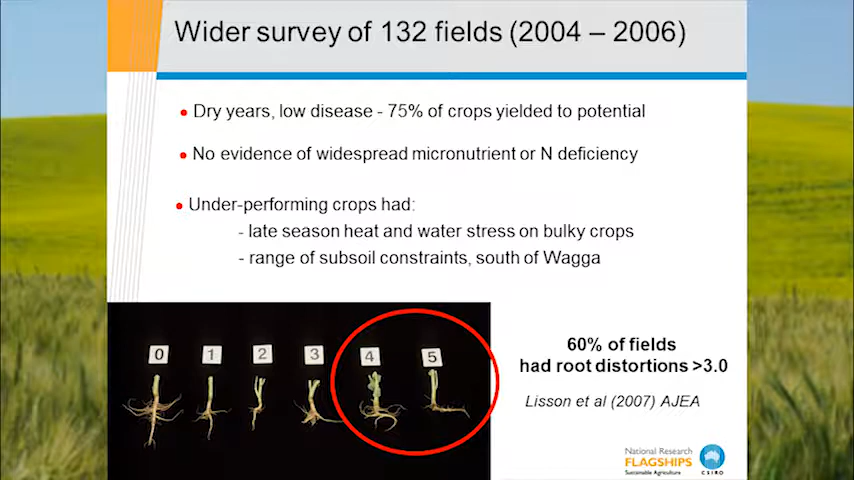 Wider survey of 132 fields (2004 – 2006)
• Dry years, low disease - 75% of crops yielded to potential
• No evidence of widespread micronutrient or N deficiency
• Under-performing crops had:
- late season heat and water stress on bulky crops
- range of subsoil constraints, south of Wagga
0 1 2 3 4 5
60% of fields
had root distortions >3.0
Lisson et al (2007) AJEA
National Research
FLAGSHIPS
Sustainable Agriculture
CSIRO